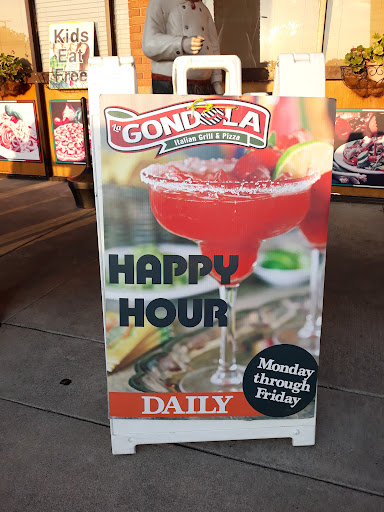 Kids
Eat
Free
la
GONDOLA
Italian Grill & Pizza
HAPPY
HOUR
DAILY
Monday
through
Friday